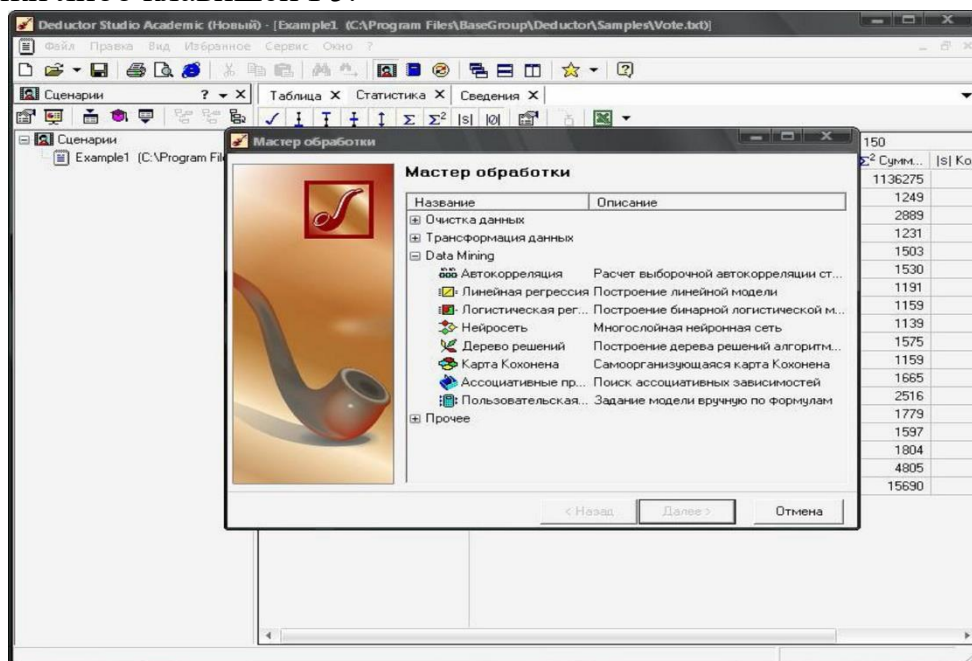 Deductor Studio Academic (Новый) - [Example1 (C:\Program Files\BaseGroup\Deductor\Samples\Vote.txt)]
Файл Правка Вид Избранное Сервис Окно ?
Сценарии
Таблица X Статистика X Сведения X
Сценарии
Example1 (C:\Program Fil
Мастер обработки
Мастер обработки
Название Описание
Очистка данных
Трансформация данных
Data Mining
Автокорреляция Расчет выборочной автокорреляции ст...
Линейная регрессия Построение линейной модели
Логистическая рег... Построение бинарной логистической м...
Нейросеть Многослойная нейронная сеть
Дерево решений Построение дерева решений алгоритм...
Карта Кохонена Самоорганизующаяся карта Кохонена
Ассоциативные пр... Поиск ассоциативных зависимостей
Пользовательская... Задание модели вручную по формулам
Прочее
< Назад Далее > Отмена
150
Σ² Сумм... |s| Ко
1136275
1249
2889
1231
1503
1530
1191
1159
1139
1575
1159
1665
2516
1779
1597
1804
4805
15690